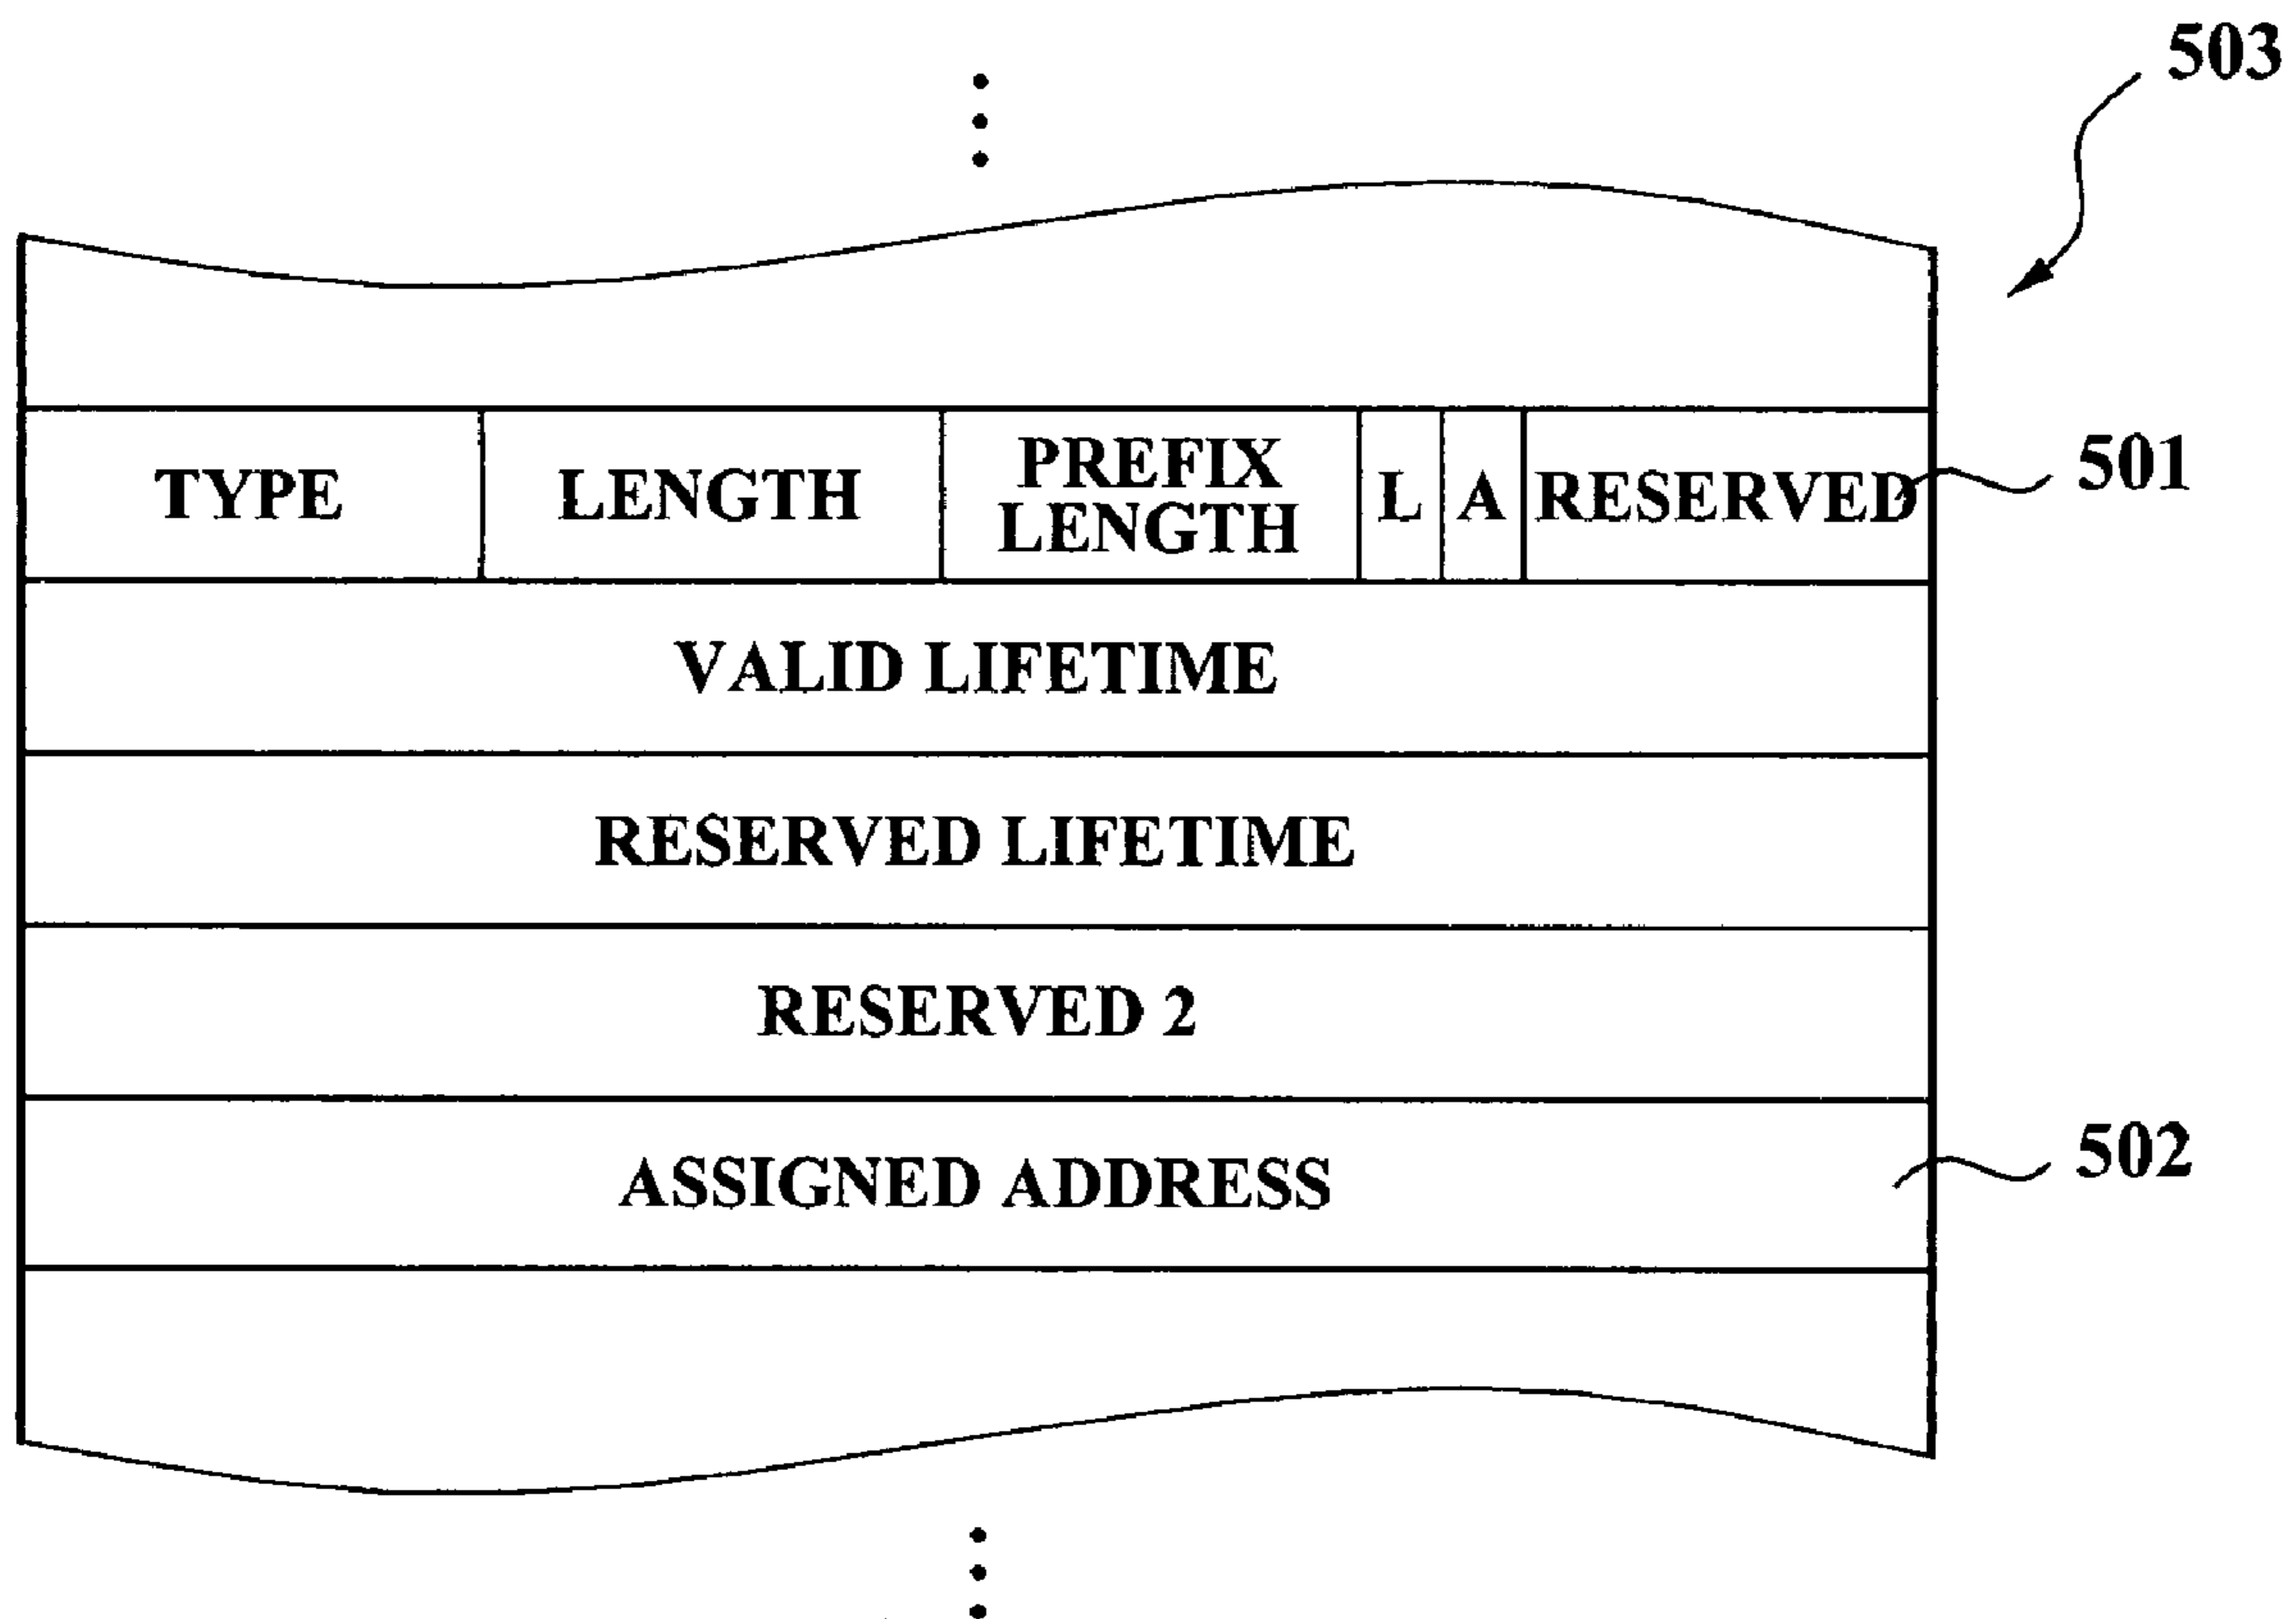 503
TYPE LENGTH PREFIX LENGTH L A RESERVED 501
VALID LIFETIME
RESERVED LIFETIME
RESERVED 2
ASSIGNED ADDRESS 502